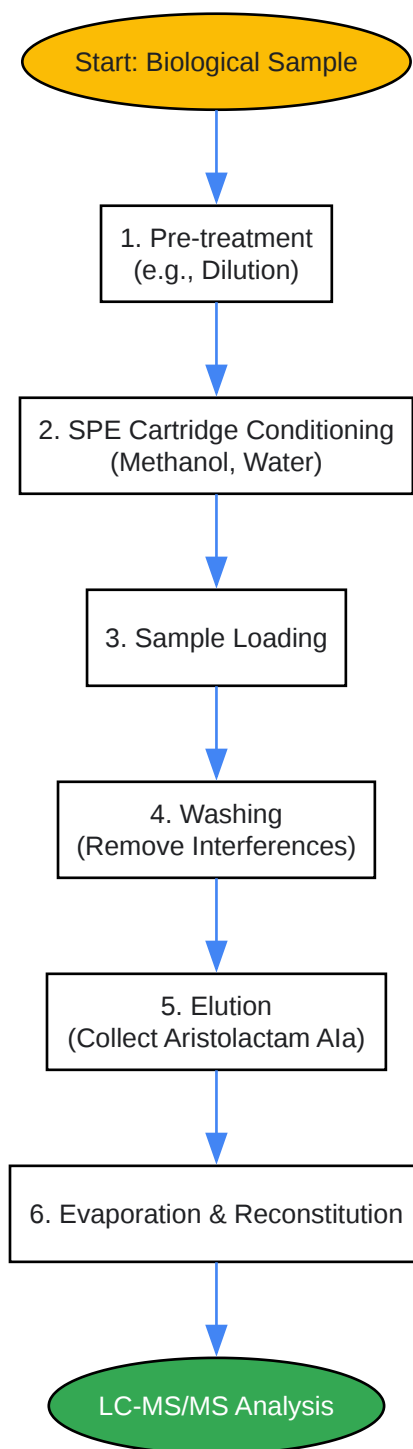 Start: Biological Sample
1. Pre-treatment
(e.g., Dilution)
2. SPE Cartridge Conditioning
(Methanol, Water)
3. Sample Loading
4. Washing
(Remove Interferences)
5. Elution
(Collect Aristolactam AIa)
6. Evaporation & Reconstitution
LC-MS/MS Analysis